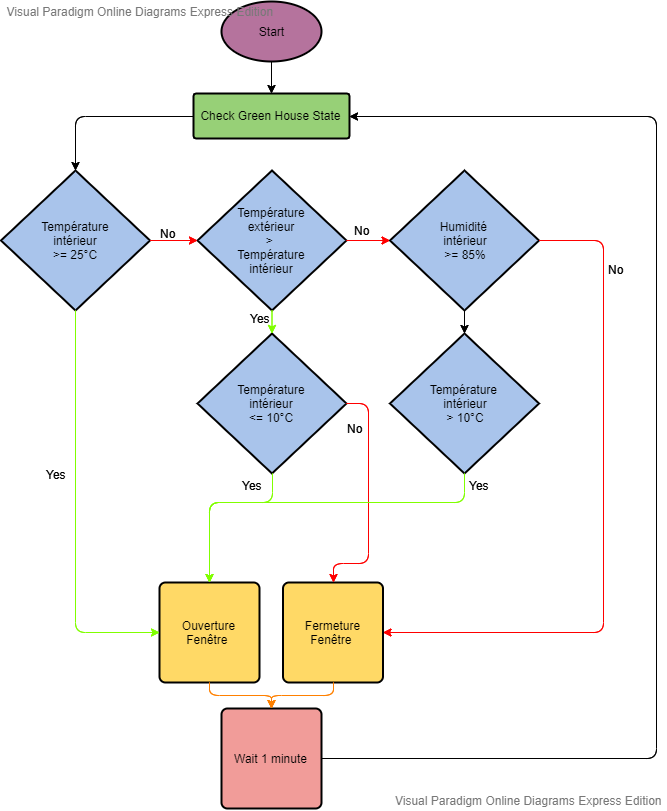 Visual Paradigm Online Diagrams Express Edition
Start
Check Green House State
Température
intérieur
>= 25°C
No
Température
extérieur
>
Température
intérieur
No
Humidité
intérieur
>= 85%
No
Yes
Température
intérieur
<= 10°C
No
Température
intérieur
> 10°C
Yes
Yes
Yes
Ouverture
Fenêtre
Fermeture
Fenêtre
Wait 1 minute
Visual Paradigm Online Diagrams Express Edition